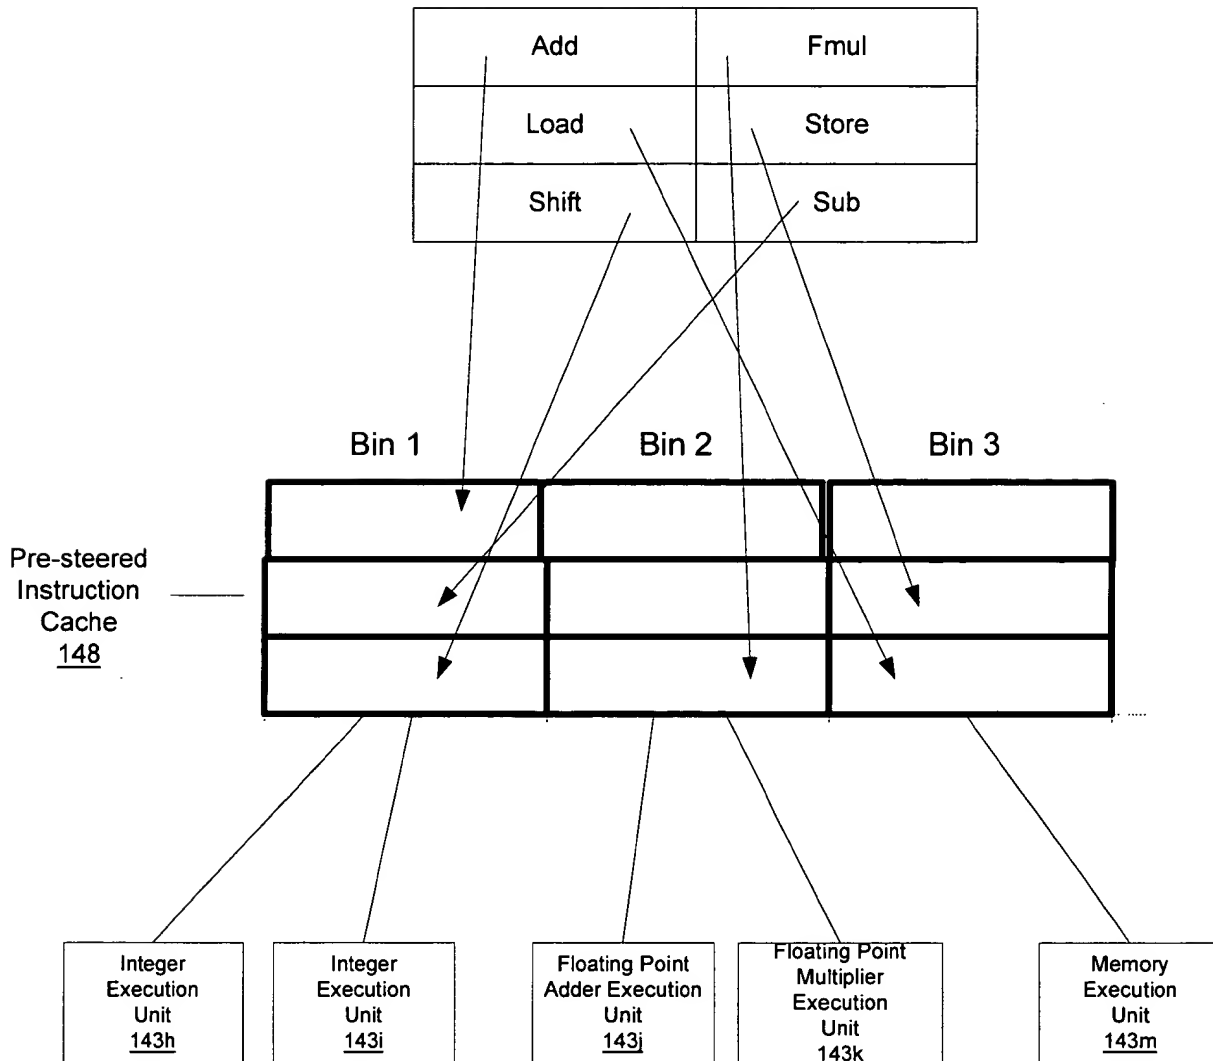 Add
Fmul
Load
Store
Shift
Sub
Bin 1
Bin 2
Bin 3
Pre-steered
Instruction
Cache
148
Integer
Execution
Unit
143h
Integer
Execution
Unit
143i
Floating Point
Adder Execution
Unit
143j
Floating Point
Multiplier
Execution
Unit
143k
Memory
Execution
Unit
143m